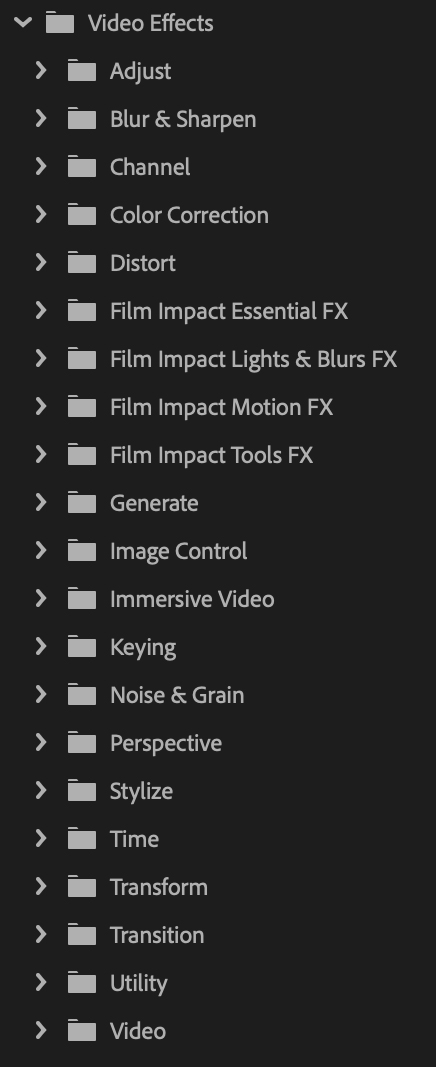 Video Effects
Adjust
Blur & Sharpen
Channel
Color Correction
Distort
Film Impact Essential FX
Film Impact Lights & Blurs FX
Film Impact Motion FX
Film Impact Tools FX
Generate
Image Control
Immersive Video
Keying
Noise & Grain
Perspective
Stylize
Time
Transform
Transition
Utility
Video